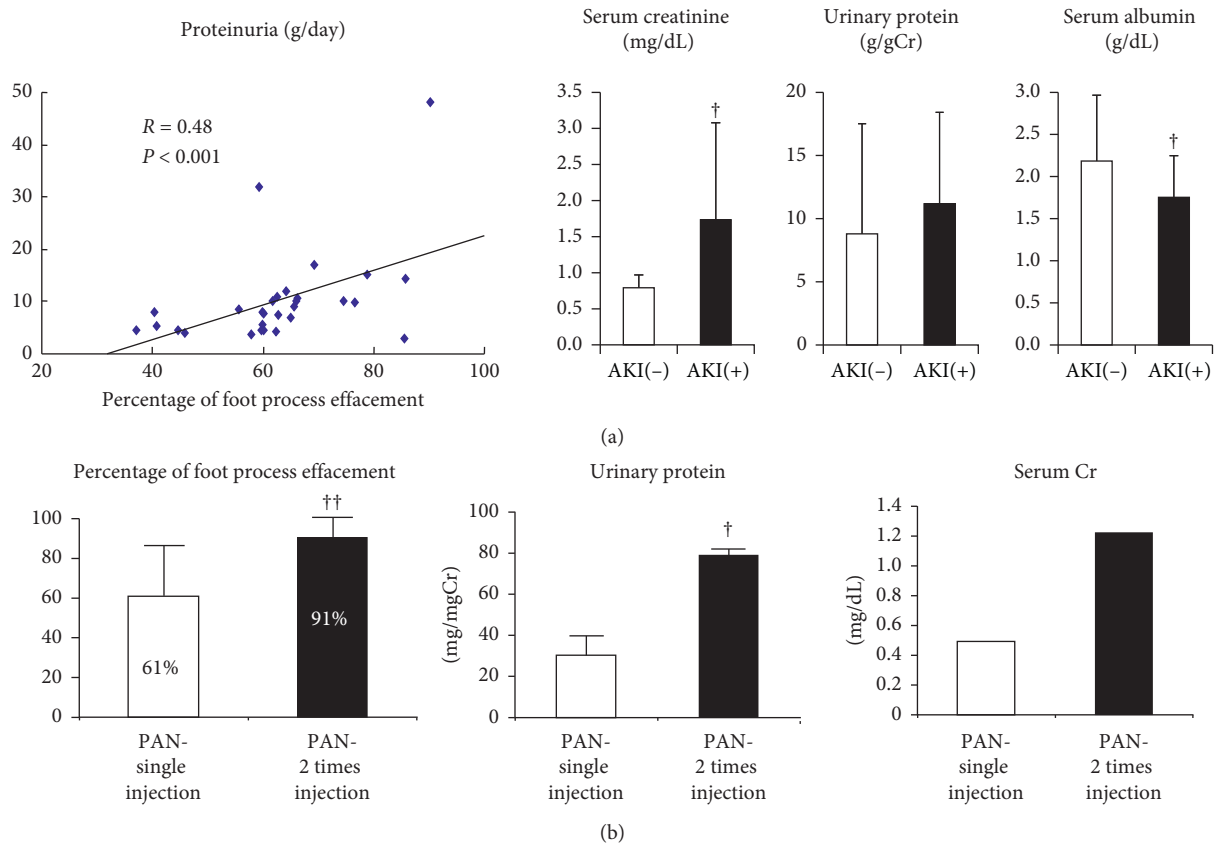 Proteinuria (g/day)
50
40
30
20
10
0
R = 0.48
P < 0.001
20
40
60
80
100
Percentage of foot process effacement
Serum creatinine
(mg/dL)
3.5
3.0
2.5
2.0
1.5
1.0
0.5
0.0
†
AKI(–)
AKI(+)
Urinary protein
(g/gCr)
20
15
10
5
0
AKI(–)
AKI(+)
Serum albumin
(g/dL)
3.0
2.5
2.0
1.5
1.0
0.5
0.0
†
AKI(–)
AKI(+)
(a)
Percentage of foot process effacement
100
80
60
40
20
0
††
61%
91%
PAN-
single
injection
PAN-
2 times
injection
Urinary protein
(mg/mgCr)
100
80
60
40
20
0
†
PAN-
single
injection
PAN-
2 times
injection
Serum Cr
(mg/dL)
1.4
1.2
1
0.8
0.6
0.4
0.2
0
PAN-
single
injection
PAN-
2 times
injection
(b)